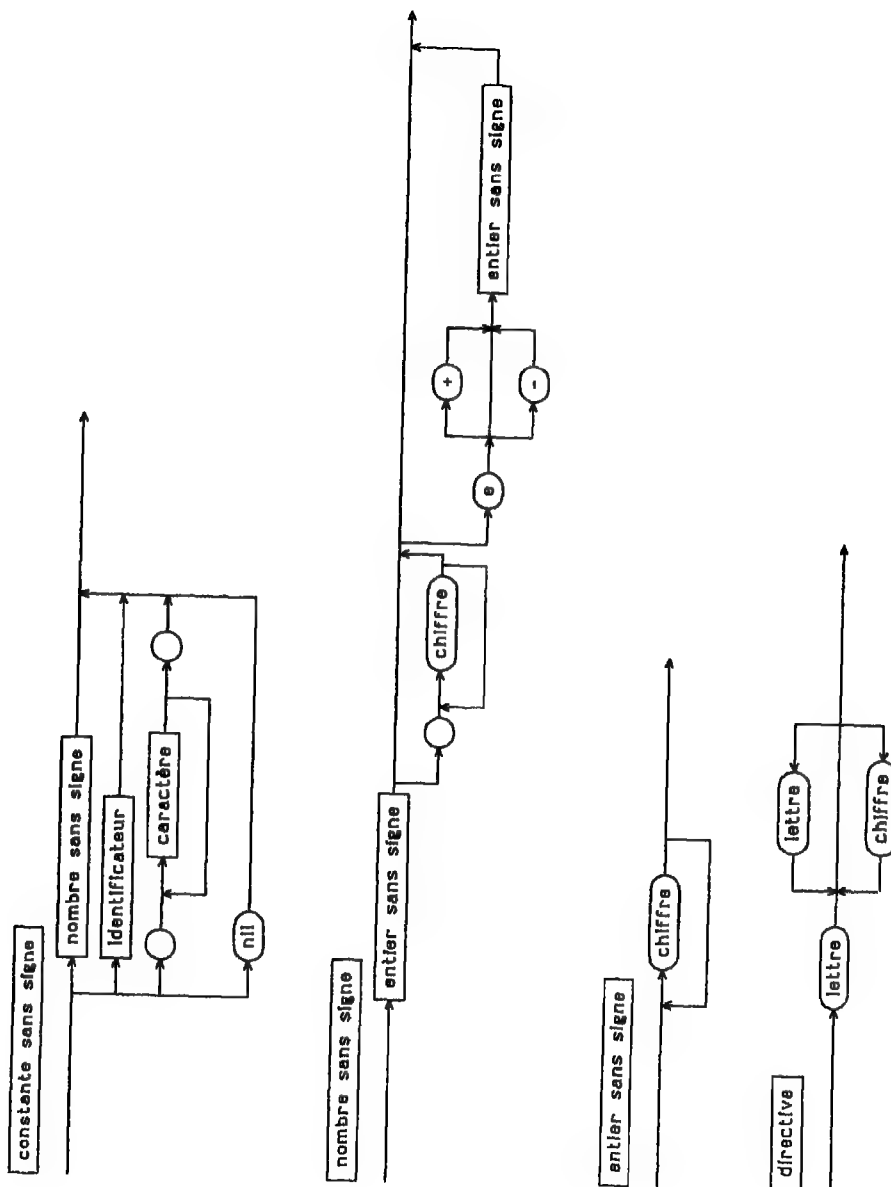 constante sans signe
nombre sans signe
identificateur
caractère
nil
nombre sans signe
entier sans signe
chiffre
e
+
-
entier sans signe
entier sans signe
chiffre
directive
lettre
lettre
chiffre